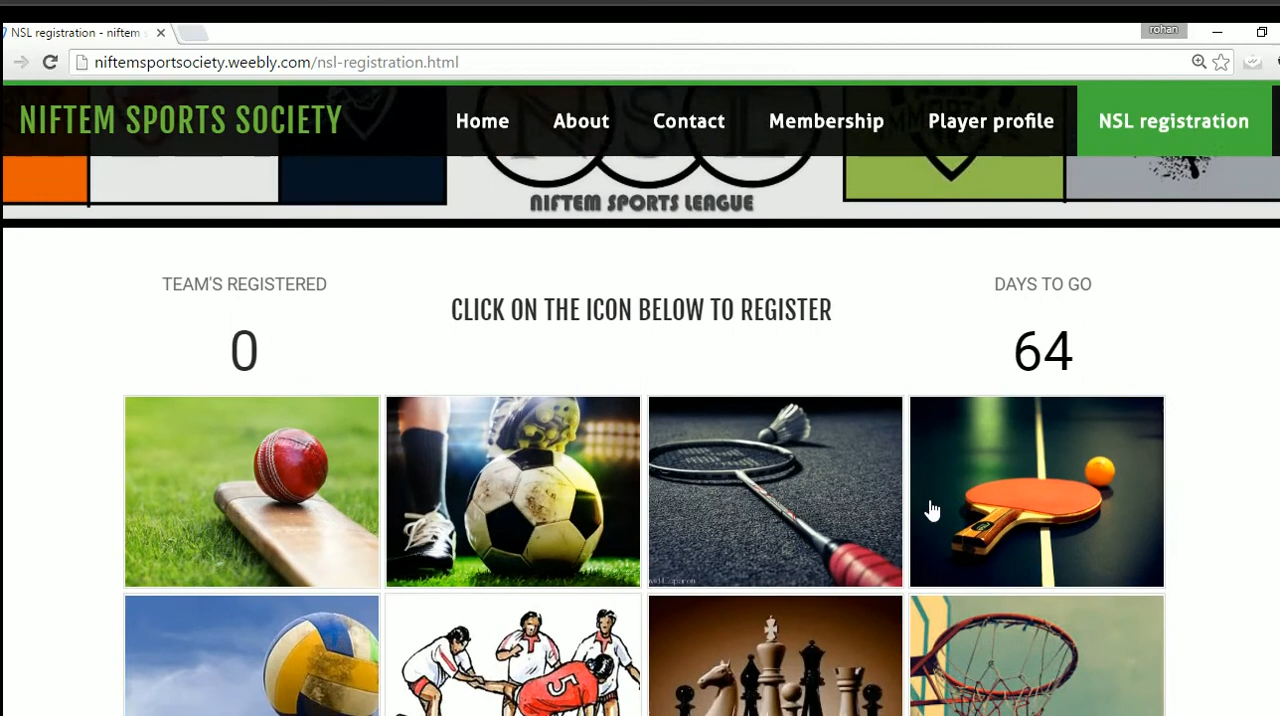 NSL registration - niftem s
rohan
niftemsportsociety.weebly.com/nsl-registration.html
NIFTEM SPORTS SOCIETY
Home
About
Contact
Membership
Player profile
NSL registration
NSL
NIFTEM SPORTS LEAGUE
TEAM'S REGISTERED
0
CLICK ON THE ICON BELOW TO REGISTER
DAYS TO GO
64
5